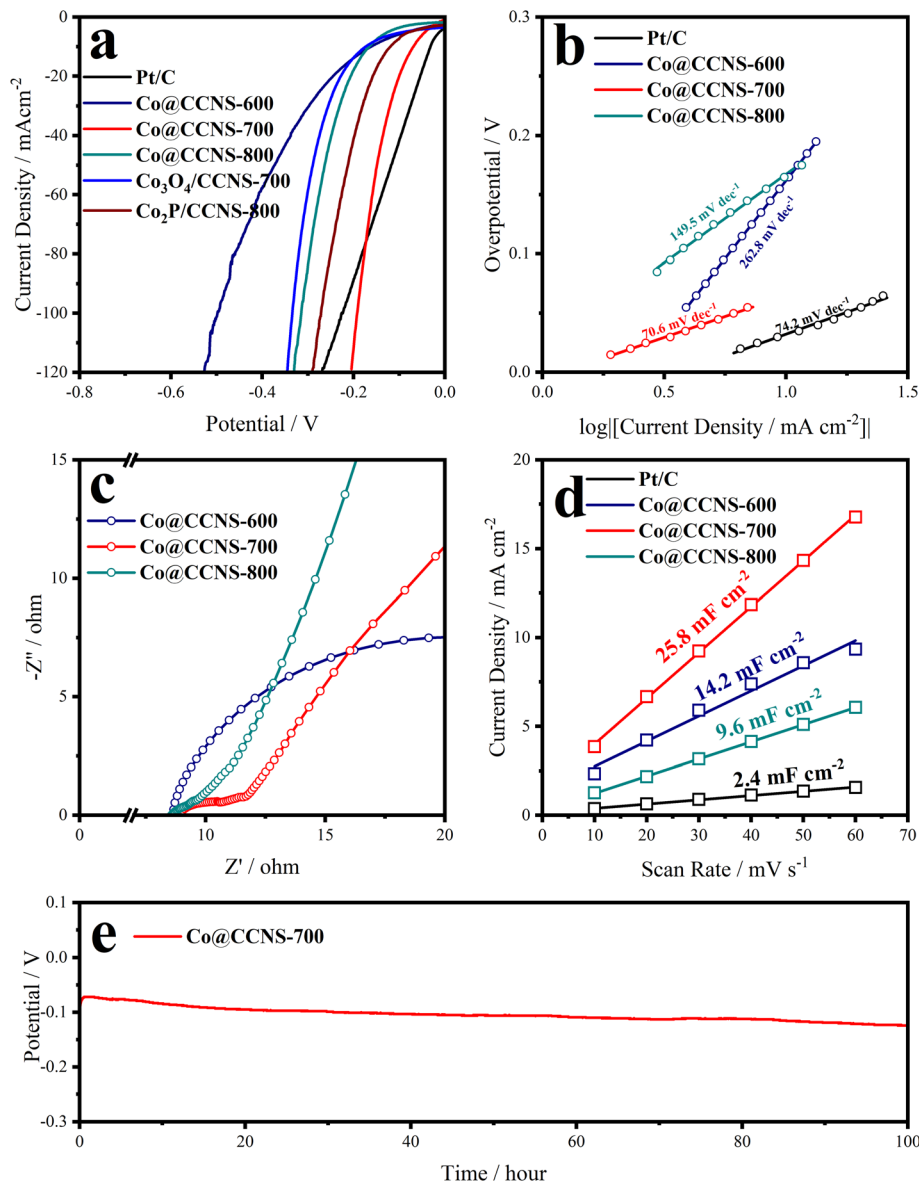 a
Pt/C
Co@CCNS-600
Co@CCNS-700
Co@CCNS-800
Co₃O₄/CCNS-700
Co₂P/CCNS-800
0
-20
-40
-60
-80
-100
-120
Current Density / mAcm⁻²
-0.8
-0.6
-0.4
-0.2
-0.0
Potential / V
b
Pt/C
Co@CCNS-600
Co@CCNS-700
Co@CCNS-800
149.5 mV dec⁻¹
262.8 mV dec⁻¹
70.6 mV dec⁻¹
74.2 mV dec⁻¹
0.3
0.2
0.1
0.0
Overpotential / V
0.0
0.5
1.0
1.5
log|[Current Density / mA cm⁻²]|
c
Co@CCNS-600
Co@CCNS-700
Co@CCNS-800
15
10
5
0
-Z'' / ohm
0
10
15
20
Z' / ohm
d
Pt/C
Co@CCNS-600
Co@CCNS-700
Co@CCNS-800
25.8 mF cm⁻²
14.2 mF cm⁻²
9.6 mF cm⁻²
2.4 mF cm⁻²
20
15
10
5
0
Current Density / mA cm⁻²
0
10
20
30
40
50
60
70
Scan Rate / mV s⁻¹
e
Co@CCNS-700
0.1
0.0
-0.1
-0.2
-0.3
Potential / V
0
20
40
60
80
100
Time / hour